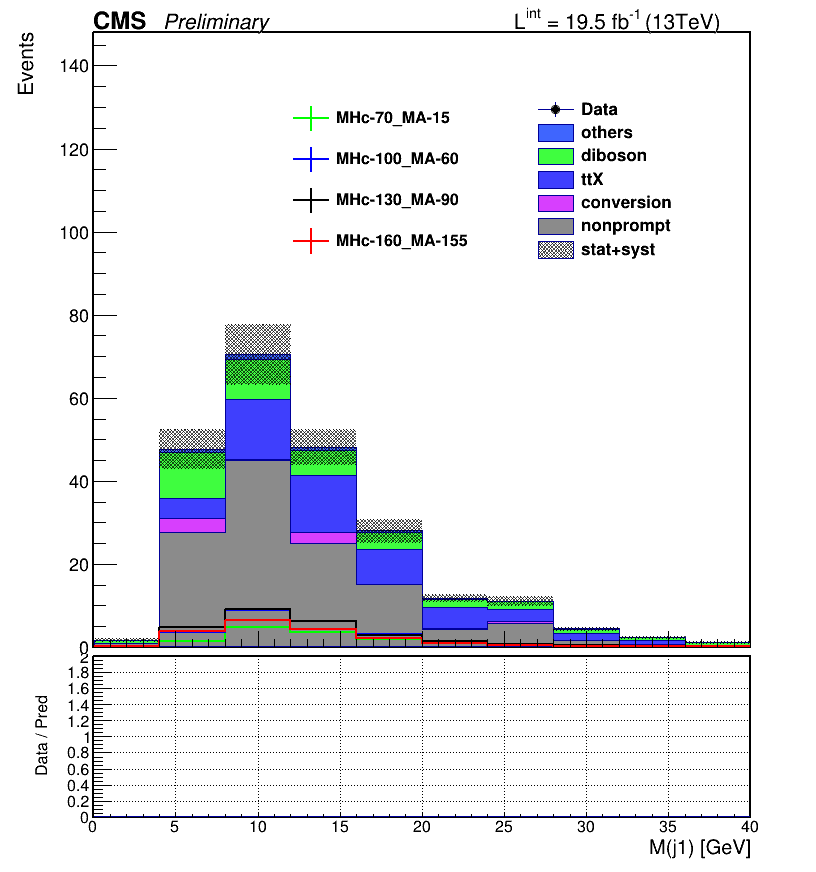 CMS Preliminary L^int = 19.5 fb^-1 (13TeV)
Events
140
120
100
80
60
40
20
0
MHc-70_MA-15
MHc-100_MA-60
MHc-130_MA-90
MHc-160_MA-155
Data
others
diboson
ttX
conversion
nonprompt
stat+syst
Data / Pred
2
1.8
1.6
1.4
1.2
1
0.8
0.6
0.4
0.2
0
0 5 10 15 20 25 30 35 40
M(j1) [GeV]